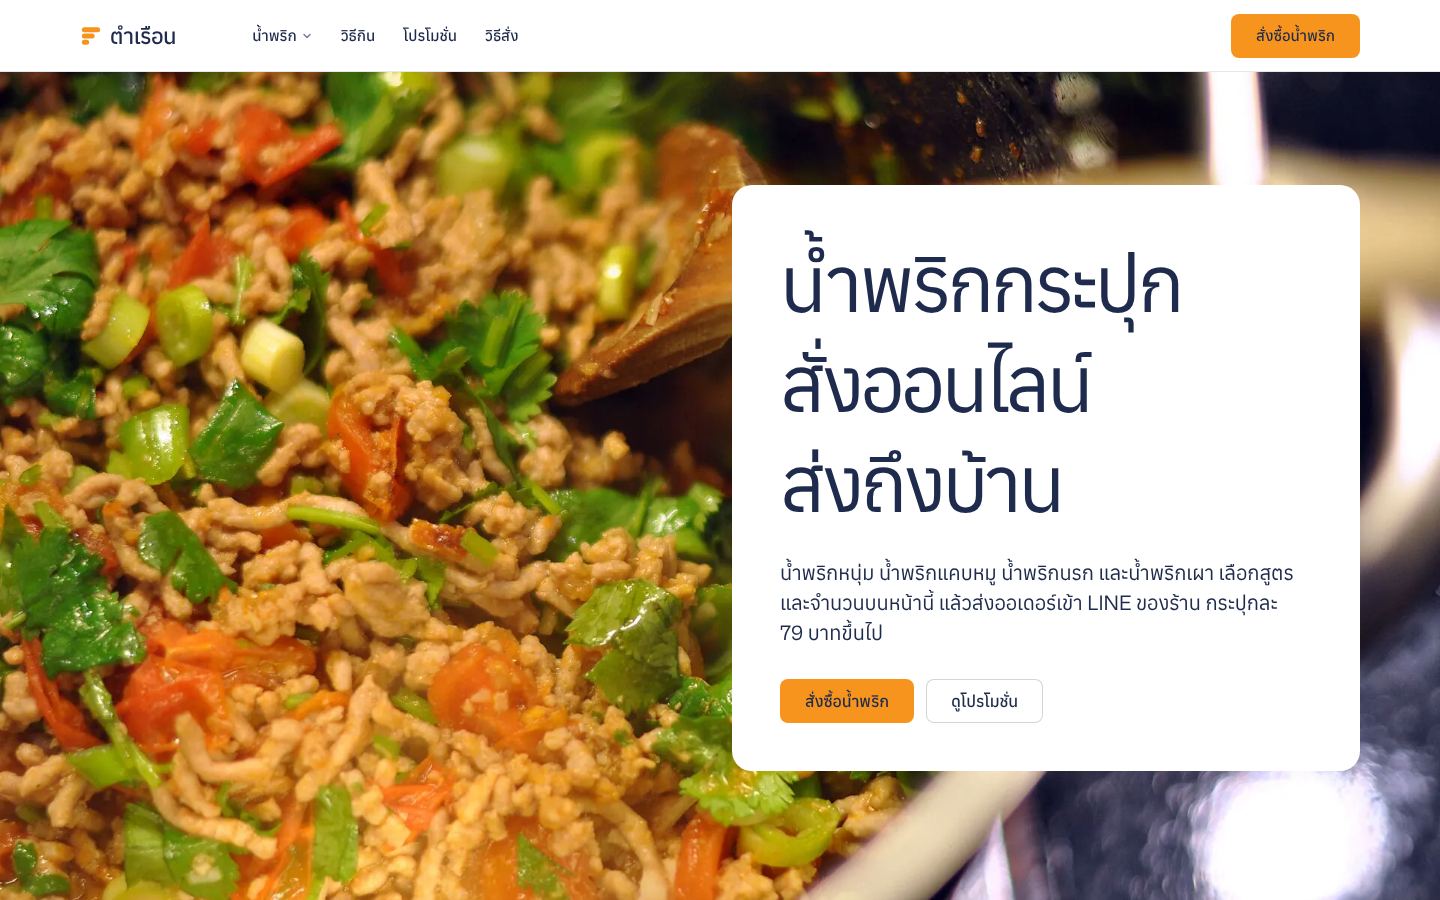 ตำเรือน
น้ำพริก
วิธีกิน
โปรโมชั่น
วิธีสั่ง
สั่งซื้อน้ำพริก
น้ำพริกกระปุก
สั่งออนไลน์
ส่งถึงบ้าน
น้ำพริกหนุ่ม น้ำพริกแคบหมู น้ำพริกนรก และน้ำพริกเผา เลือกสูตร
และจำนวนบนหน้านี้ แล้วส่งออเดอร์เข้า LINE ของร้าน กระปุกละ
79 บาทขึ้นไป
สั่งซื้อน้ำพริก
ดูโปรโมชั่น